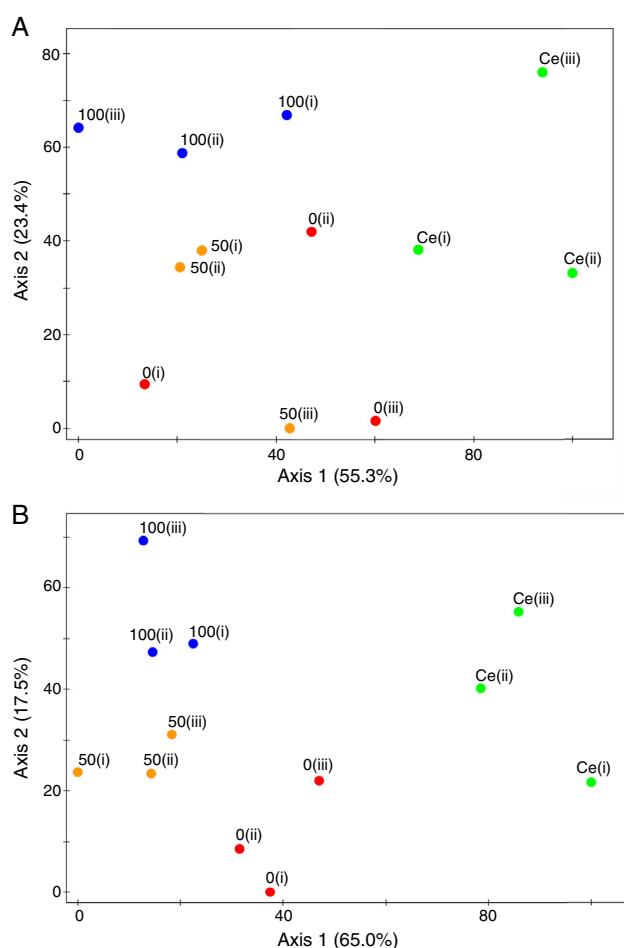 A
80
Ce(iii)
100(iii)
100(i)
100(ii)
60
Axis 2 (23.4%)
0(ii)
Ce(i)
50(i)
40
50(ii)
Ce(ii)
20
0(i)
50(iii)
0(iii)
0
0
40
80
Axis 1 (55.3%)
B
100(iii)
60
Ce(iii)
100(ii)
100(i)
Ce(ii)
Axis 2 (17.5%)
40
50(iii)
50(i)
50(ii)
0(iii)
Ce(i)
20
0(ii)
0(i)
0
0
40
80
Axis 1 (65.0%)